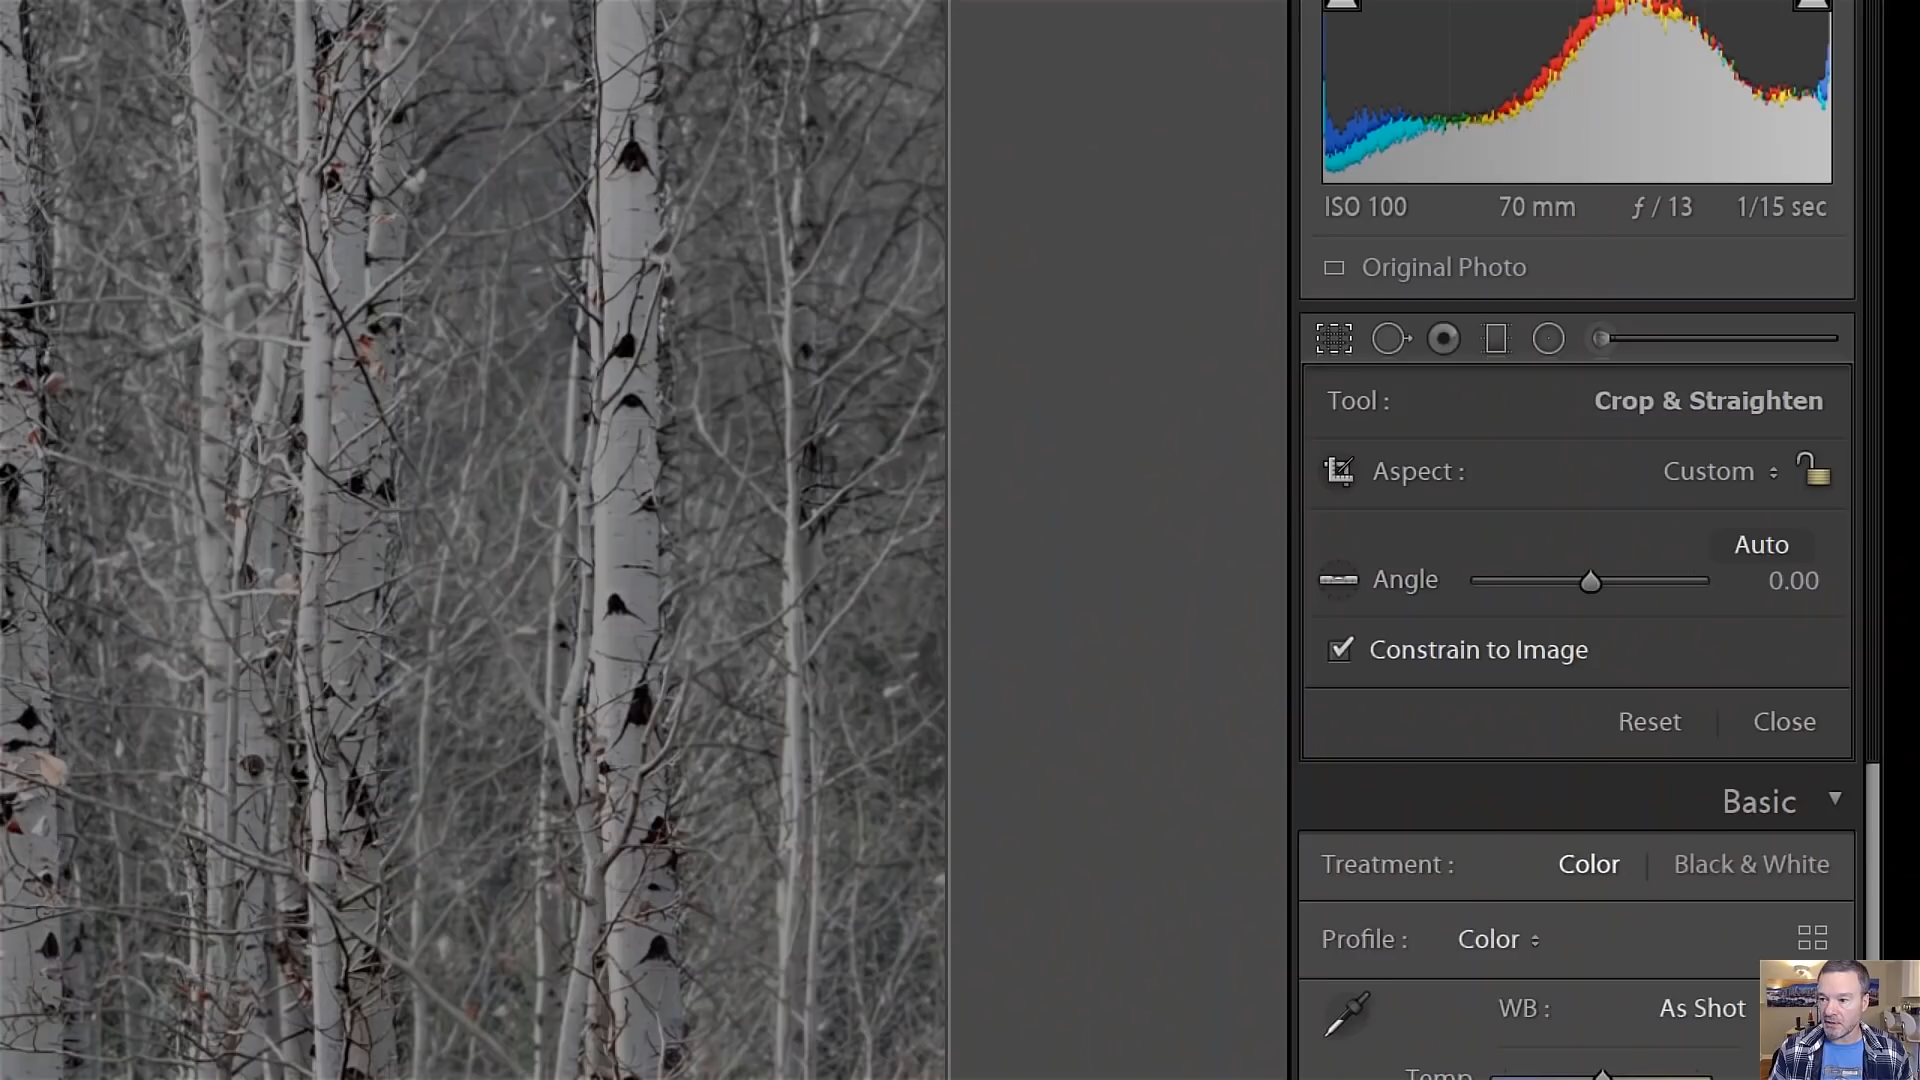 ISO 100 70 mm ƒ / 13 1/15 sec
Original Photo
Tool : Crop & Straighten
Aspect : Custom
Auto
Angle 0.00
Constrain to Image
Reset Close
Basic
Treatment : Color Black & White
Profile : Color
WB : As Shot
Temp